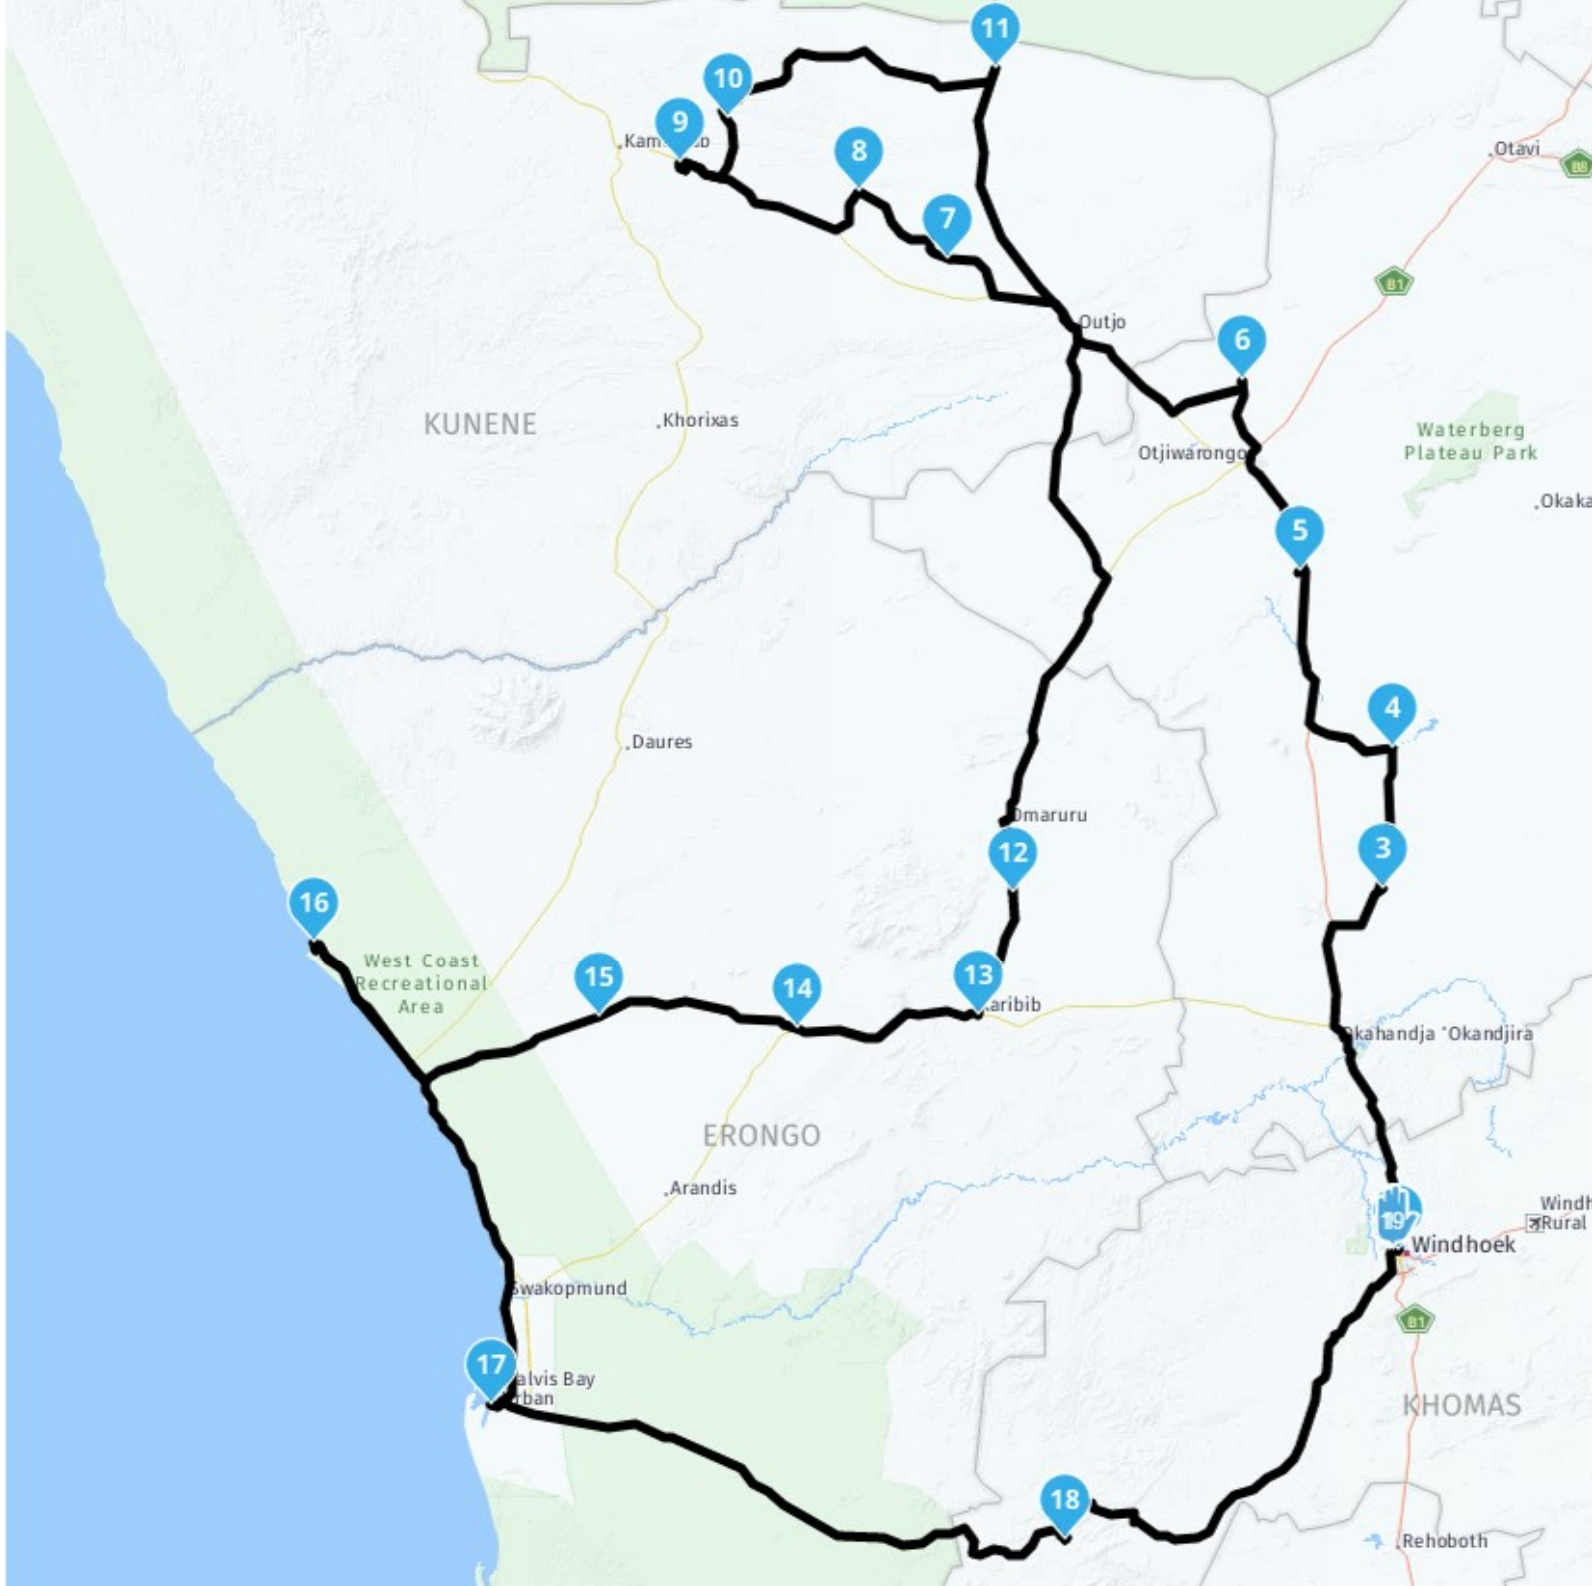 11
10
9
Kam
b
8
Otavi
B8
7
B1
Outjo
6
KUNENE
Khorixas
Waterberg
Plateau Park
Otjiwarongo
Okaka
5
4
Daures
Omaruru
3
12
16
West Coast
Recreational
Area
15
14
13
aribib
Okahandja 'Okandjira
ERONGO
Arandis
Windh
Rural
19
Windhoek
Swakopmund
B1
17
alvis Bay
rban
KHOMAS
18
Rehoboth